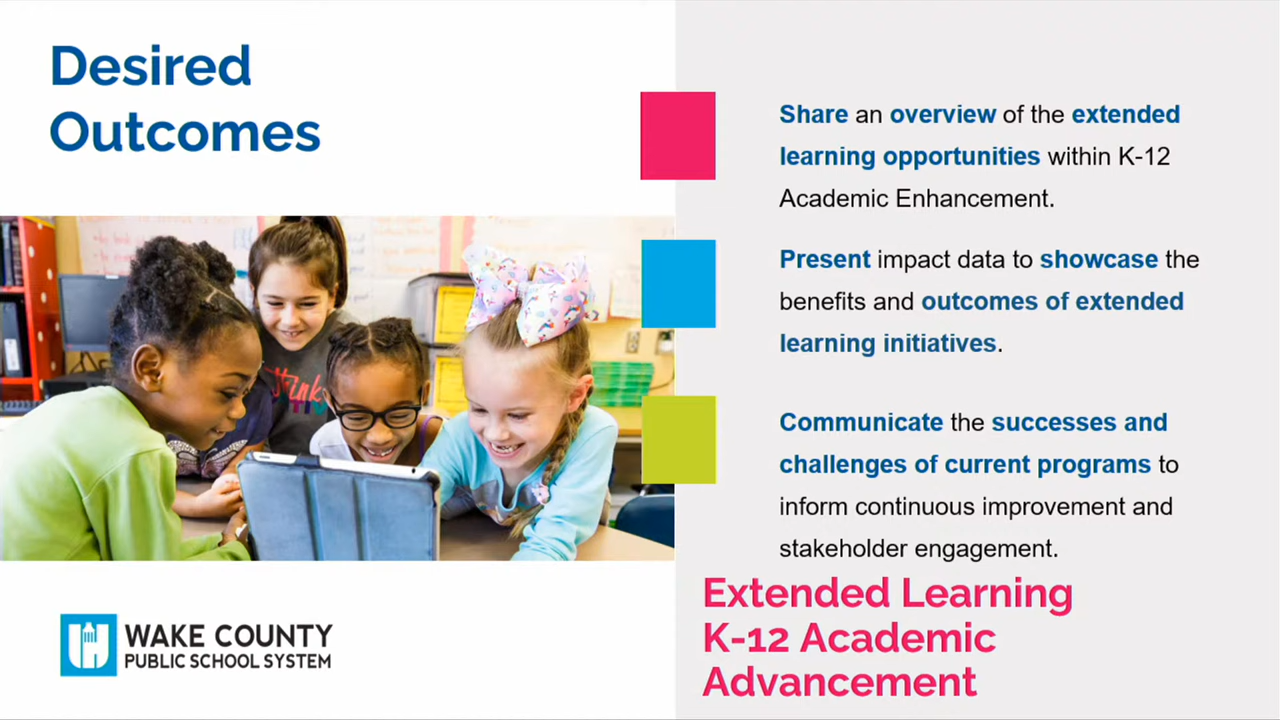 Desired
Outcomes
Share an overview of the extended
learning opportunities within K-12
Academic Enhancement.
Present impact data to showcase the
benefits and outcomes of extended
learning initiatives.
Communicate the successes and
challenges of current programs to
inform continuous improvement and
stakeholder engagement.
Extended Learning
K-12 Academic
Advancement
WAKE COUNTY
PUBLIC SCHOOL SYSTEM
think